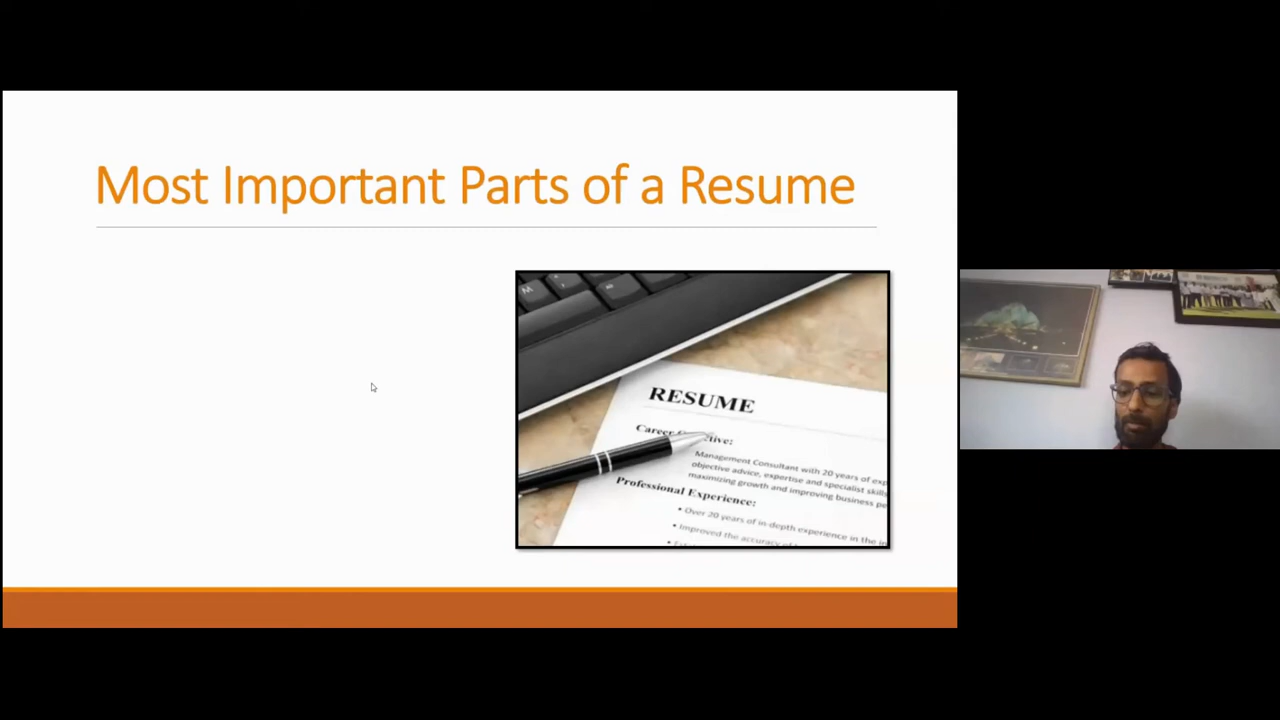 Most Important Parts of a Resume
RESUME
Career
Management Consultant with 20 years of
objective advice, expertise and specialist
maximizing growth and improving business
Professional Experience:
• Over 20 years of in-depth experience in the
• Improved the accuracy of